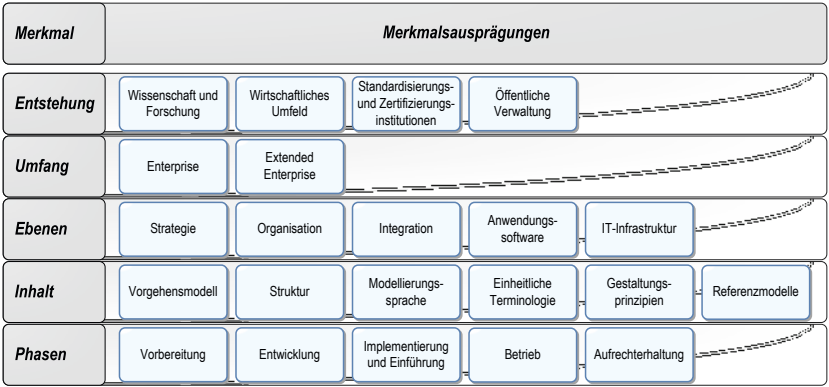 Merkmal
Merkmalsausprägungen
Entstehung
Wissenschaft und
Forschung
Wirtschaftliches
Umfeld
Standardisierungs-
und Zertifizierungs-
institutionen
Öffentliche
Verwaltung
Umfang
Enterprise
Extended
Enterprise
Ebenen
Strategie
Organisation
Integration
Anwendungs-
software
IT-Infrastruktur
Inhalt
Vorgehensmodell
Struktur
Modellierungs-
sprache
Einheitliche
Terminologie
Gestaltungs-
prinzipien
Referenzmodelle
Phasen
Vorbereitung
Entwicklung
Implementierung
und Einführung
Betrieb
Aufrechterhaltung